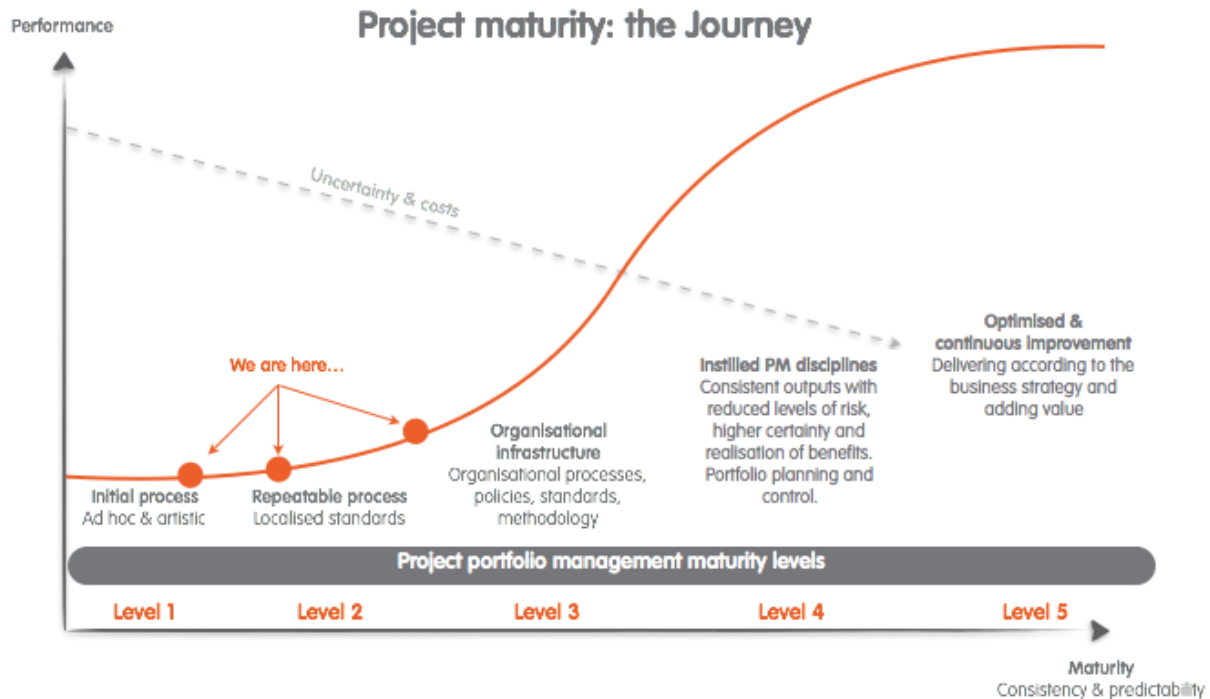 Performance
Project maturity: the Journey
Uncertainty & costs
We are here...
Initial process
Ad hoc & artistic
Repeatable process
Localised standards
Organisational
infrastructure
Organisational processes,
policies, standards,
methodology
Instilled PM disciplines
Consistent outputs with
reduced levels of risk,
higher certainty and
realisation of benefits.
Portfolio planning and
control.
Optimised &
continuous improvement
Delivering according to the
business strategy and
adding value
Project portfolio management maturity levels
Level 1
Level 2
Level 3
Level 4
Level 5
Maturity
Consistency & predictability